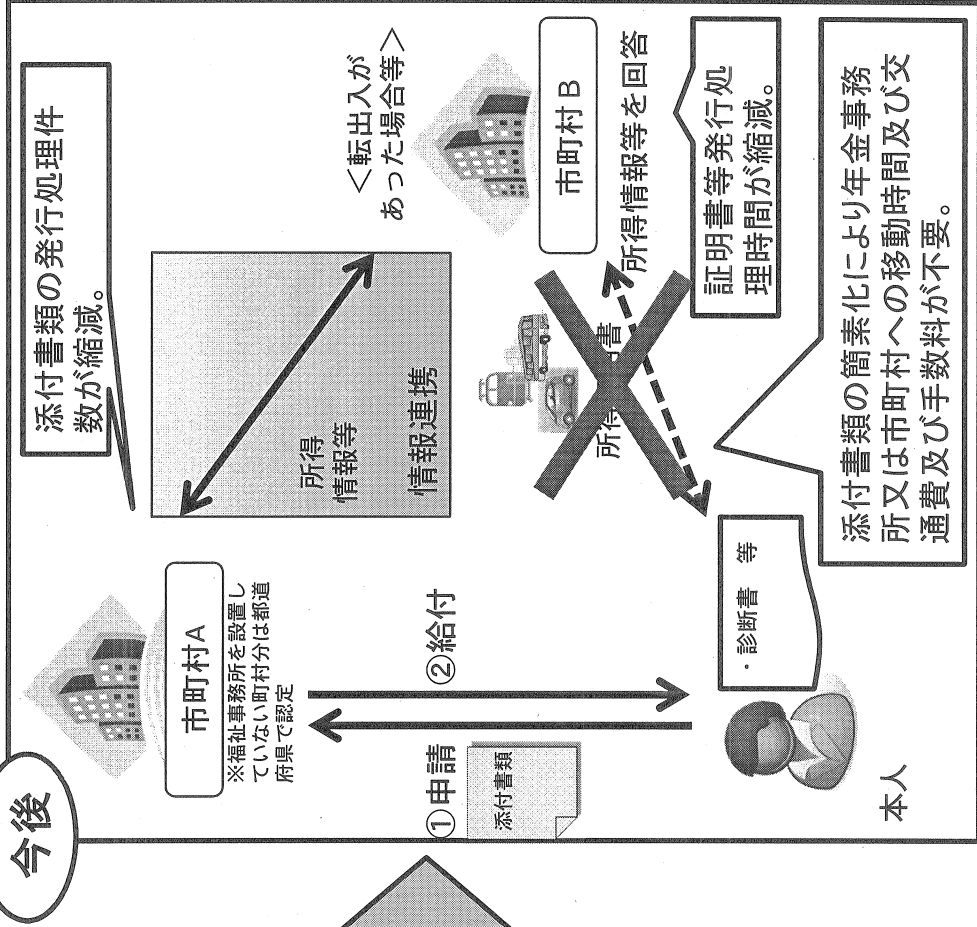 今後
添付書類の発行処理件
数が縮減。
市町村A
※福祉事務所を設置し
ていない町村分は都道
府県で認定
所得
情報等
情報連携
＜転出入が
あった場合等＞
市町村B
①申請
添付書類
②給付
所得
書
所得情報等を回答
証明書等発行処
理時間が縮減。
・診断書　等
本人
添付書類の簡素化により年金事務
所又は市町村への移動時間及び交
通費及び手数料が不要。